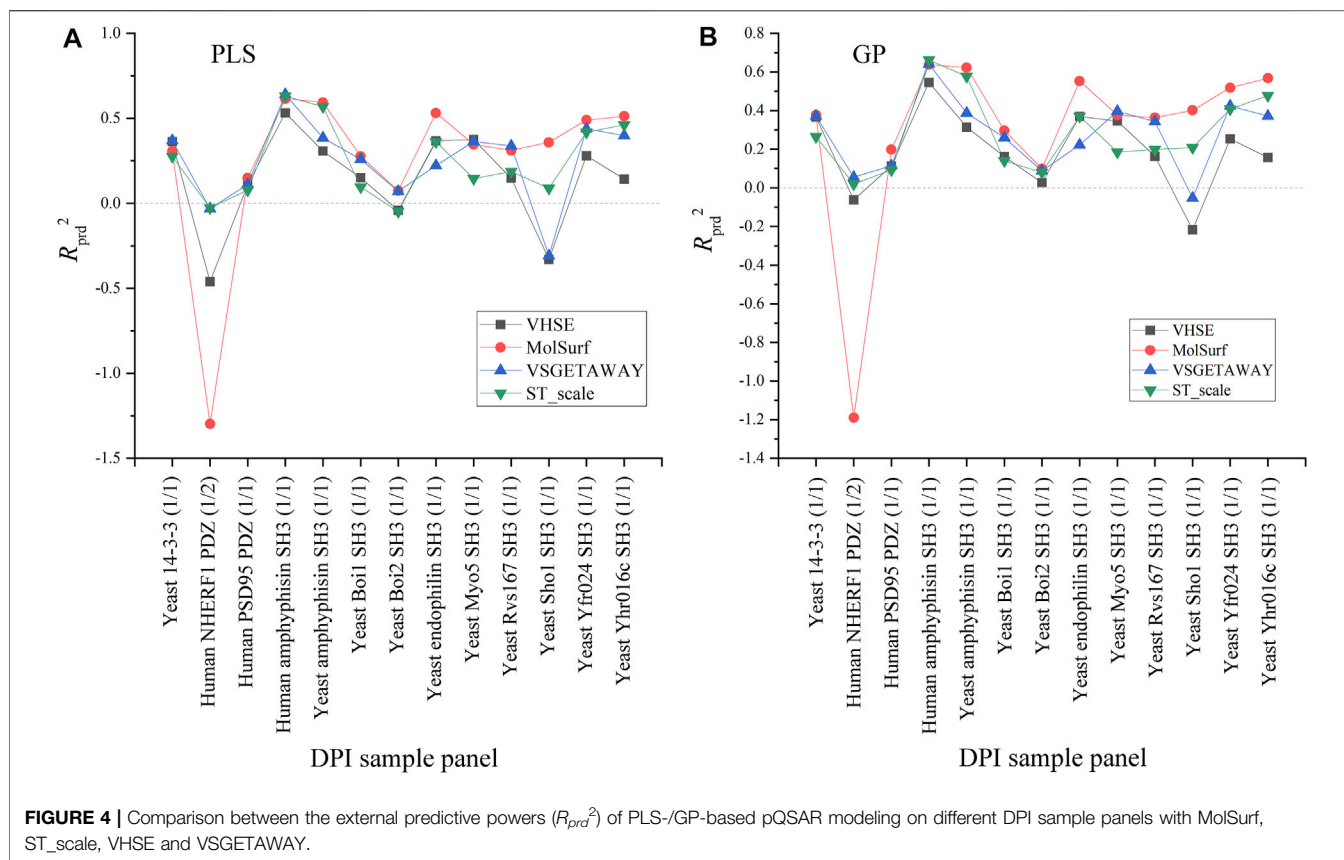 A
PLS
1.0
0.5
0.0
-0.5
-1.0
-1.5
R_prd^2
VHSE
MolSurf
VSGETAWAY
ST_scale
Yeast 14-3-3 (1/1)
Human NHERF1 PDZ (1/2)
Human PSD95 PDZ (1/1)
Human amphyphisin SH3 (1/1)
Yeast amphyphisin SH3 (1/1)
Yeast Boi1 SH3 (1/1)
Yeast Boi2 SH3 (1/1)
Yeast endophilin SH3 (1/1)
Yeast Myo5 SH3 (1/1)
Yeast Rvs167 SH3 (1/1)
Yeast Sho1 SH3 (1/1)
Yeast Yfr024 SH3 (1/1)
Yeast Yhr016c SH3 (1/1)
DPI sample panel
B
GP
0.8
0.6
0.4
0.2
0.0
-0.2
-0.4
-0.6
-0.8
-1.0
-1.2
-1.4
R_prd^2
VHSE
MolSurf
VSGETAWAY
ST_scale
Yeast 14-3-3 (1/1)
Human NHERF1 PDZ (1/2)
Human PSD95 PDZ (1/1)
Human amphyphisin SH3 (1/1)
Yeast amphyphisin SH3 (1/1)
Yeast Boi1 SH3 (1/1)
Yeast Boi2 SH3 (1/1)
Yeast endophilin SH3 (1/1)
Yeast Myo5 SH3 (1/1)
Yeast Rvs167 SH3 (1/1)
Yeast Sho1 SH3 (1/1)
Yeast Yfr024 SH3 (1/1)
Yeast Yhr016c SH3 (1/1)
DPI sample panel
FIGURE 4 | Comparison between the external predictive powers (R_prd^2) of PLS-/GP-based pQSAR modeling on different DPI sample panels with MolSurf,
ST_scale, VHSE and VSGETAWAY.